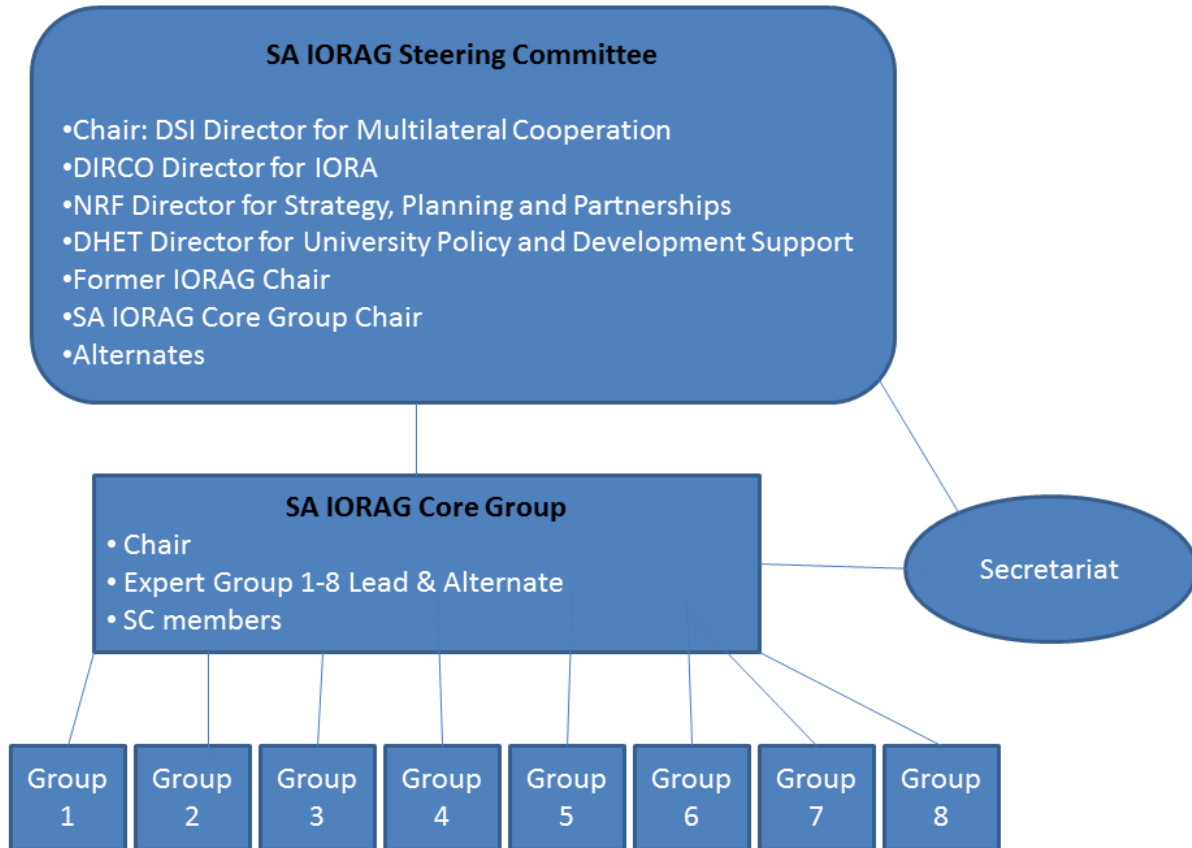 SA IORAG Steering Committee
•Chair: DSI Director for Multilateral Cooperation
•DIRCO Director for IORA
•NRF Director for Strategy, Planning and Partnerships
•DHET Director for University Policy and Development Support
•Former IORAG Chair
•SA IORAG Core Group Chair
•Alternates
SA IORAG Core Group
• Chair
• Expert Group 1-8 Lead & Alternate
• SC members
Secretariat
Group
1
Group
2
Group
3
Group
4
Group
5
Group
6
Group
7
Group
8